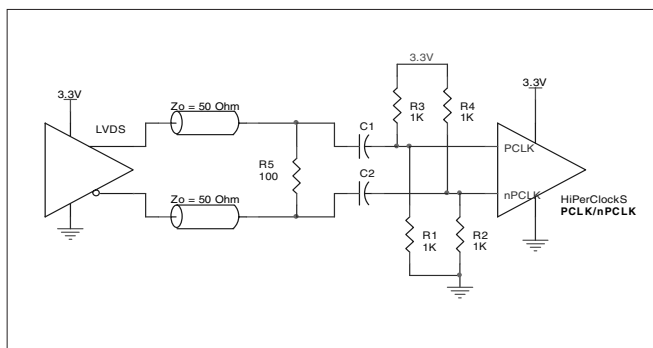 3.3V
3.3V
3.3V
Zo = 50 Ohm
LVDS
C1
R3
1K
R4
1K
PCLK
R5
100
C2
nPCLK
HiPerClockS
PCLK/nPCLK
Zo = 50 Ohm
R1
1K
R2
1K